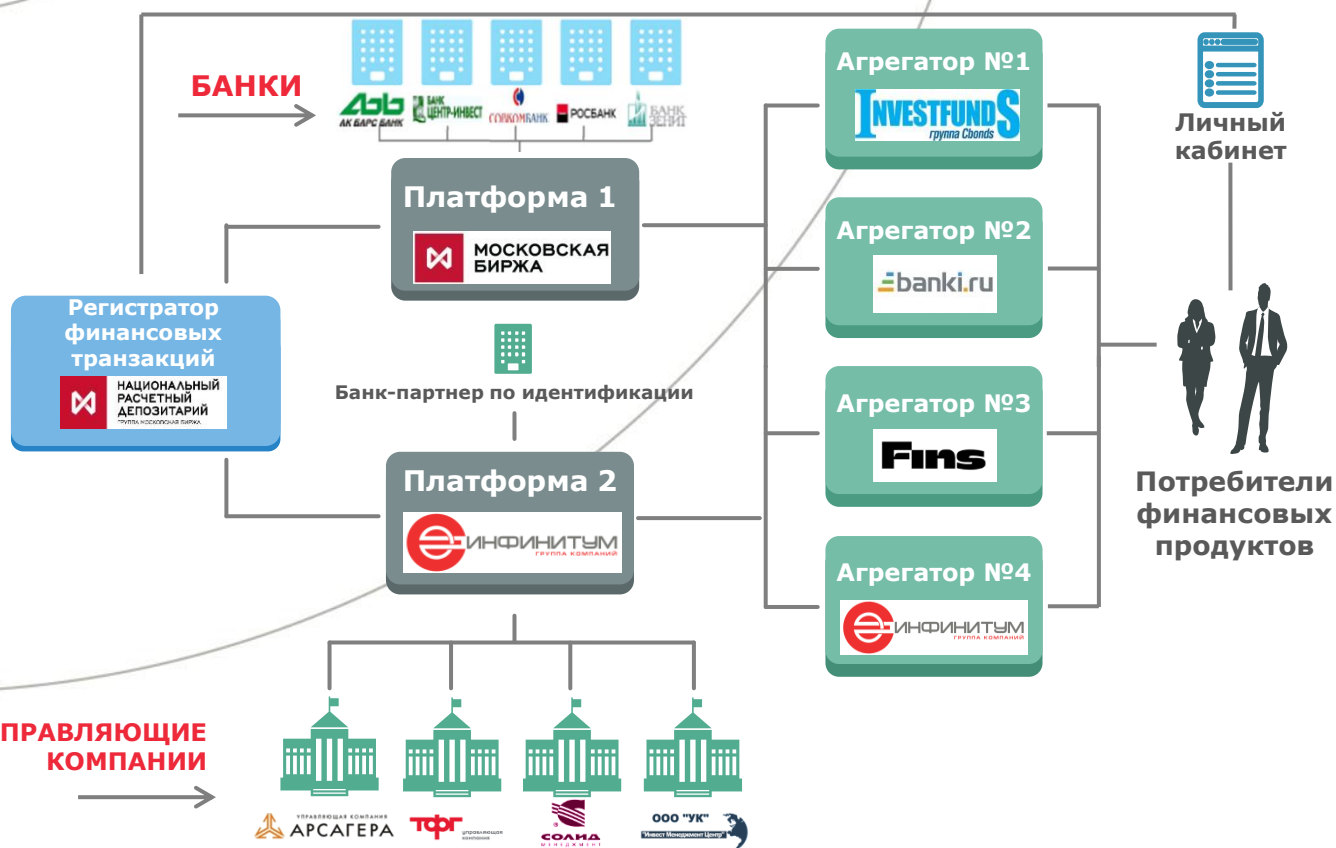 БАНКИ
АК БАРС БАНК
БАНК
ЦЕНТР-ИНВЕСТ
СОВКОМБАНК
РОСБАНК
БАНК
ЗЕНИТ
Платформа 1
МОСКОВСКАЯ
БИРЖА
Регистратор
финансовых
транзакций
НАЦИОНАЛЬНЫЙ
РАСЧЕТНЫЙ
ДЕПОЗИТАРИЙ
ГРУППА МОСКОВСКАЯ БИРЖА
Банк-партнер по идентификации
Платформа 2
ИНФИНИТУМ
ГРУППА КОМПАНИЙ
Агрегатор №1
INVESTFUNDS
группа Cbonds
Агрегатор №2
banki.ru
Агрегатор №3
Fins
Агрегатор №4
ИНФИНИТУМ
ГРУППА КОМПАНИЙ
Личный
кабинет
Потребители
финансовых
продуктов
ПРАВЛЯЮЩИЕ
КОМПАНИИ
УПРАВЛЯЮЩАЯ КОМПАНИЯ
АРСАГЕРА
ТФГ
управляющая
компания
СОЛИД
МЕНЕДЖМЕНТ
ООО "УК"
"Инвест Менеджмент Центр"